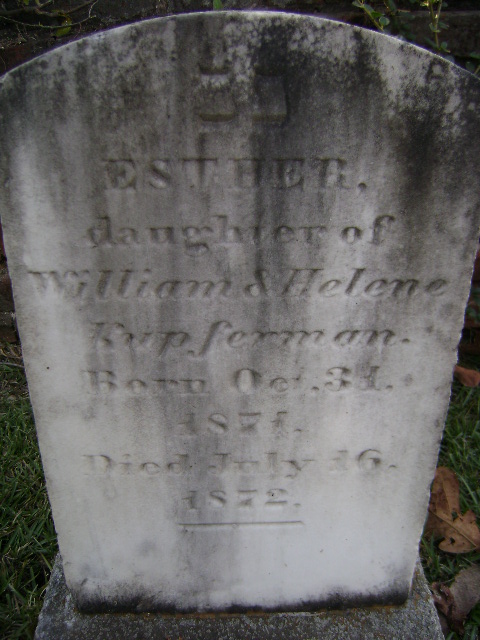 ESTHER,
daughter of
William & Helene
Kupferman.
Born Oct. 31.
1871.
Died July 16.
1872.